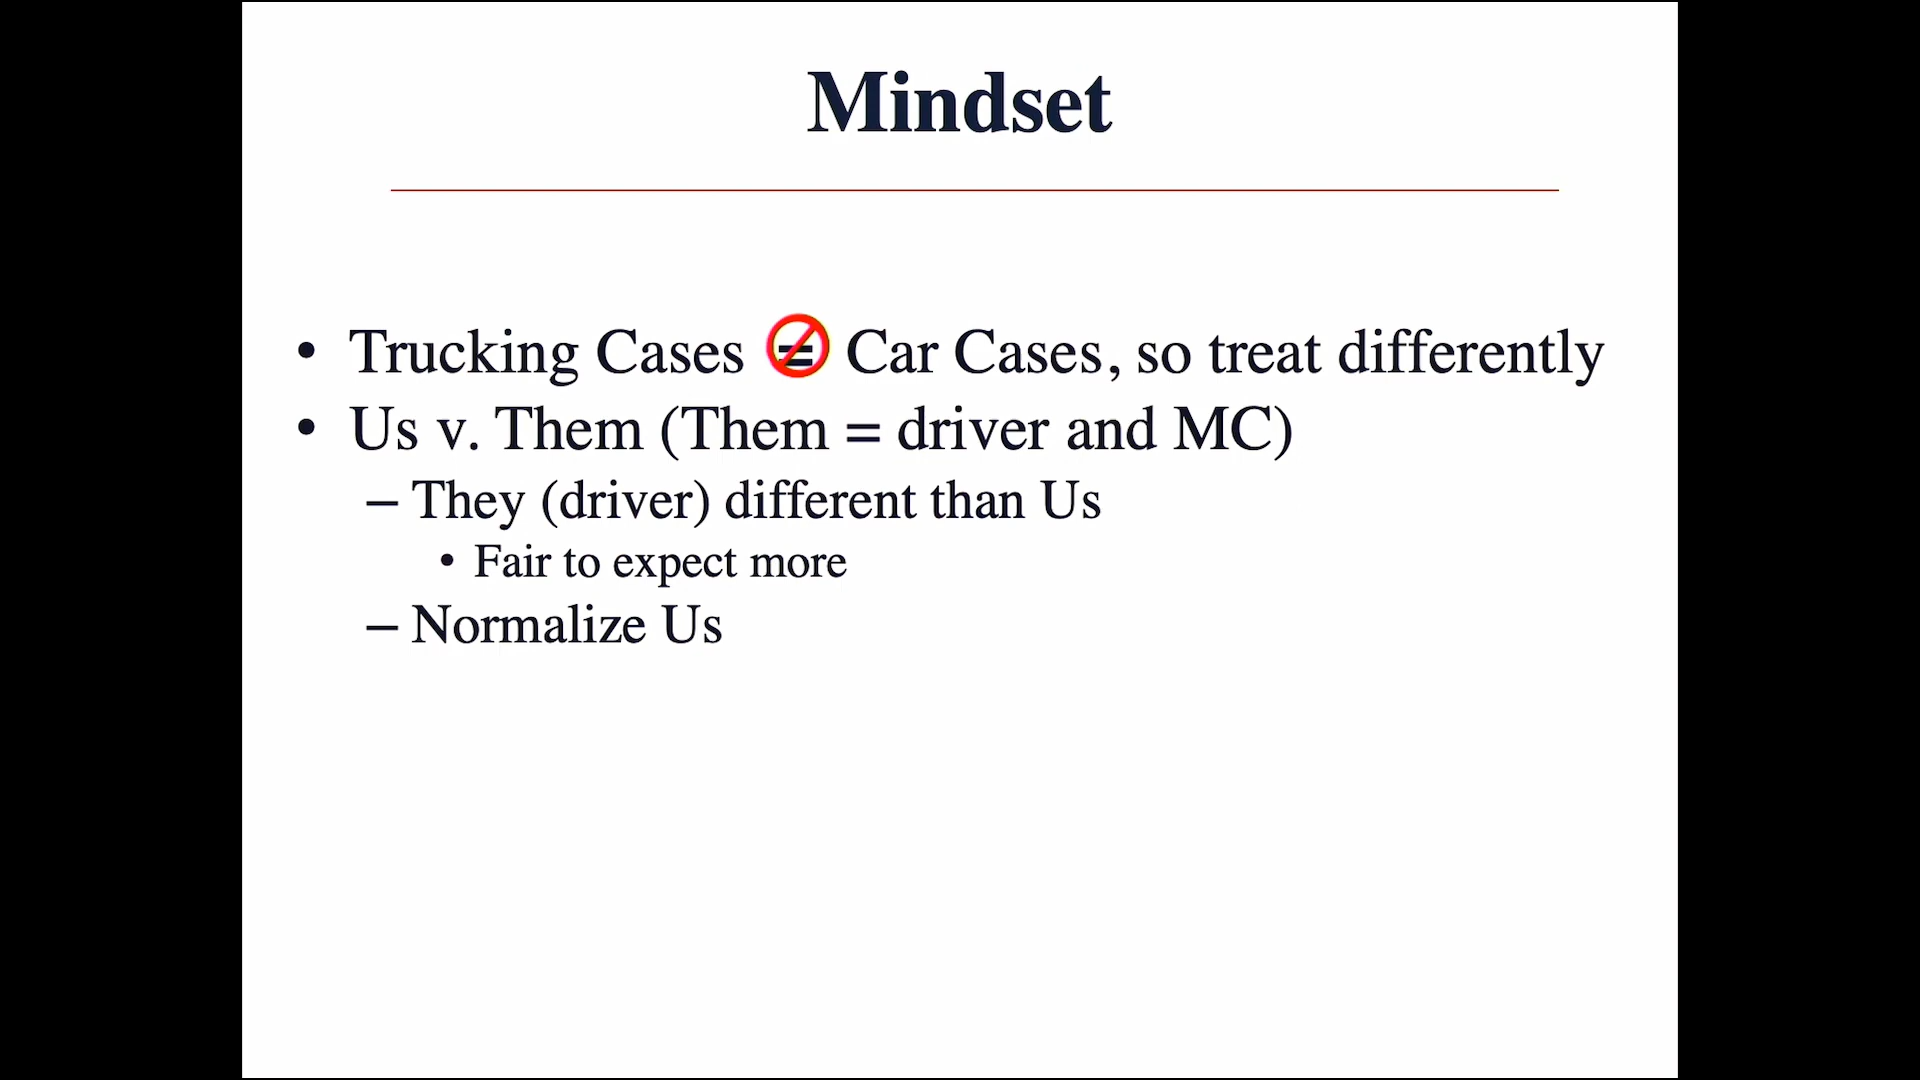 Mindset
• Trucking Cases 🚫= Car Cases, so treat differently
• Us v. Them (Them = driver and MC)
– They (driver) different than Us
• Fair to expect more
– Normalize Us